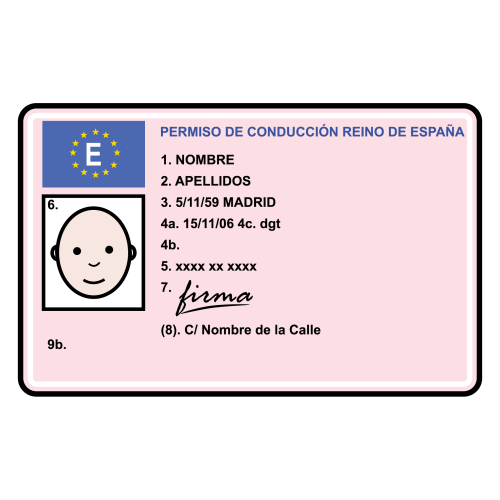 PERMISO DE CONDUCCIÓN REINO DE ESPAÑA
E
1. NOMBRE
2. APELLIDOS
3. 5/11/59 MADRID
4a. 15/11/06 4c. dgt
4b.
5. xxxx xx xxxx
6.
7. firma
(8). C/ Nombre de la Calle
9b.